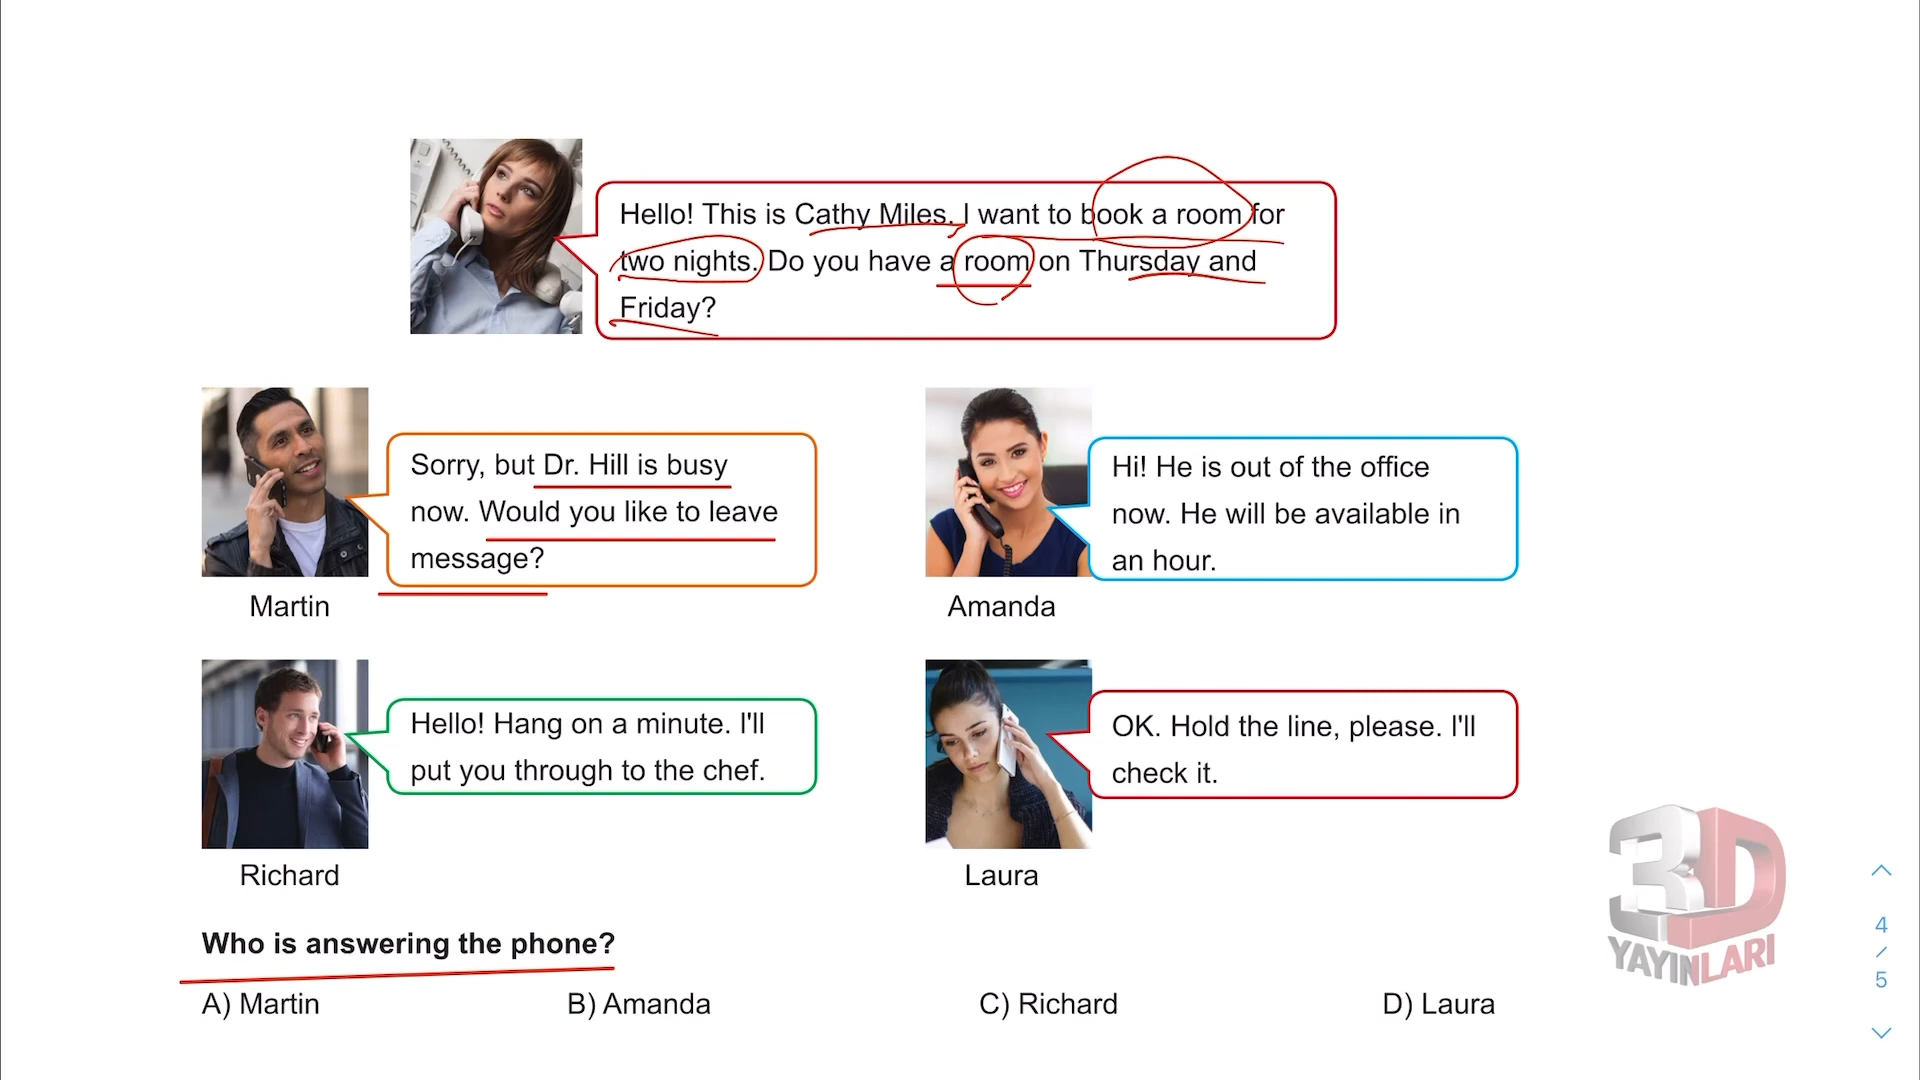 Hello! This is Cathy Miles. I want to book a room for
two nights. Do you have a room on Thursday and
Friday?
Sorry, but Dr. Hill is busy
now. Would you like to leave
message?
Martin
Hi! He is out of the office
now. He will be available in
an hour.
Amanda
Hello! Hang on a minute. I'll
put you through to the chef.
Richard
OK. Hold the line, please. I'll
check it.
Laura
Who is answering the phone?
A) Martin
B) Amanda
C) Richard
D) Laura
3D
YAYINLARI
4
/
5